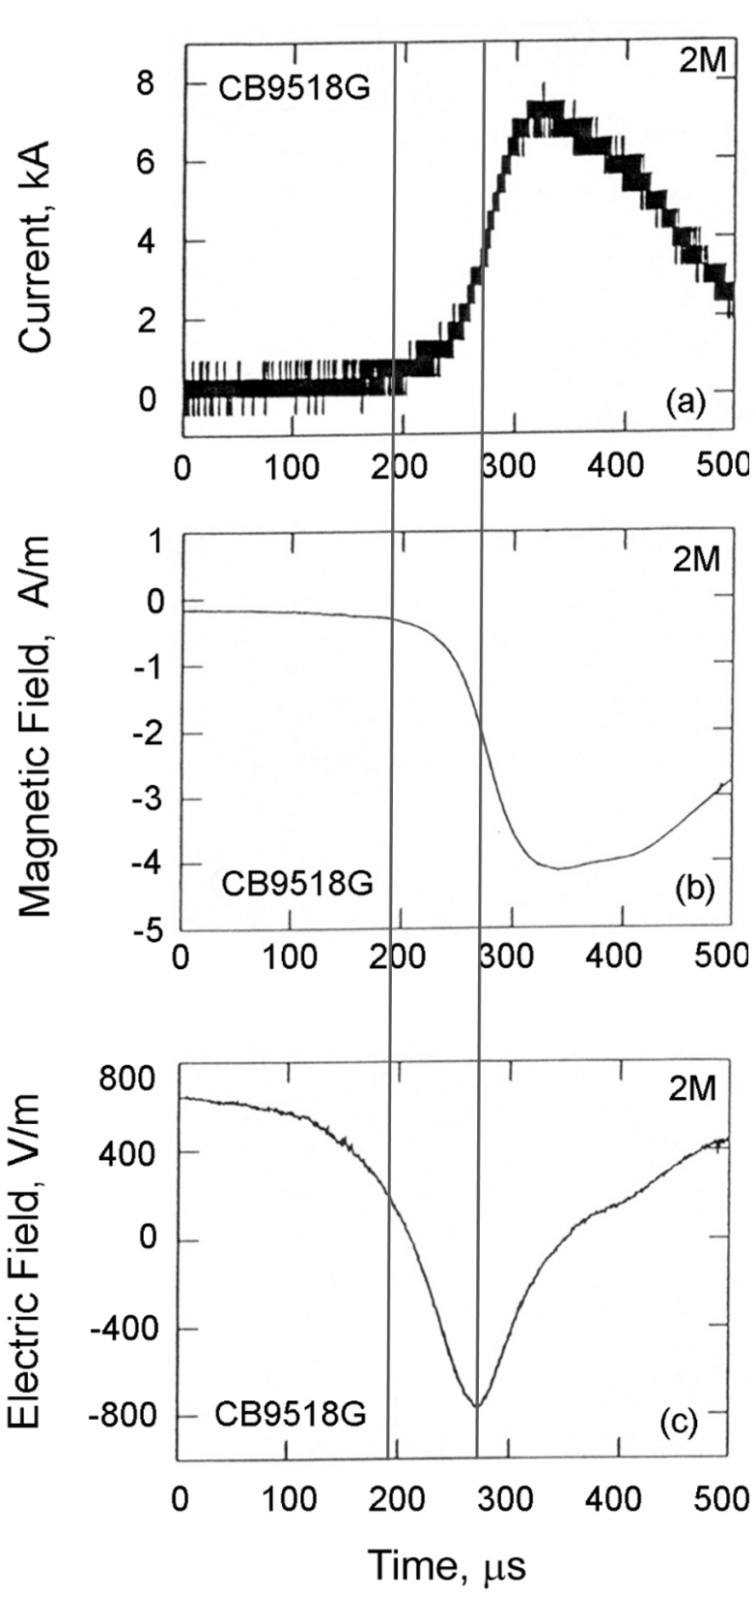 2M
8
CB9518G
6
Current, kA
4
2
0
(a)
0 100 200 300 400 500
1
2M
0
-1
Magnetic Field, A/m
-2
-3
-4
CB9518G
(b)
-5
0 100 200 300 400 500
800
2M
400
Electric Field, V/m
0
-400
-800
CB9518G
(c)
0 100 200 300 400 500
Time, μs